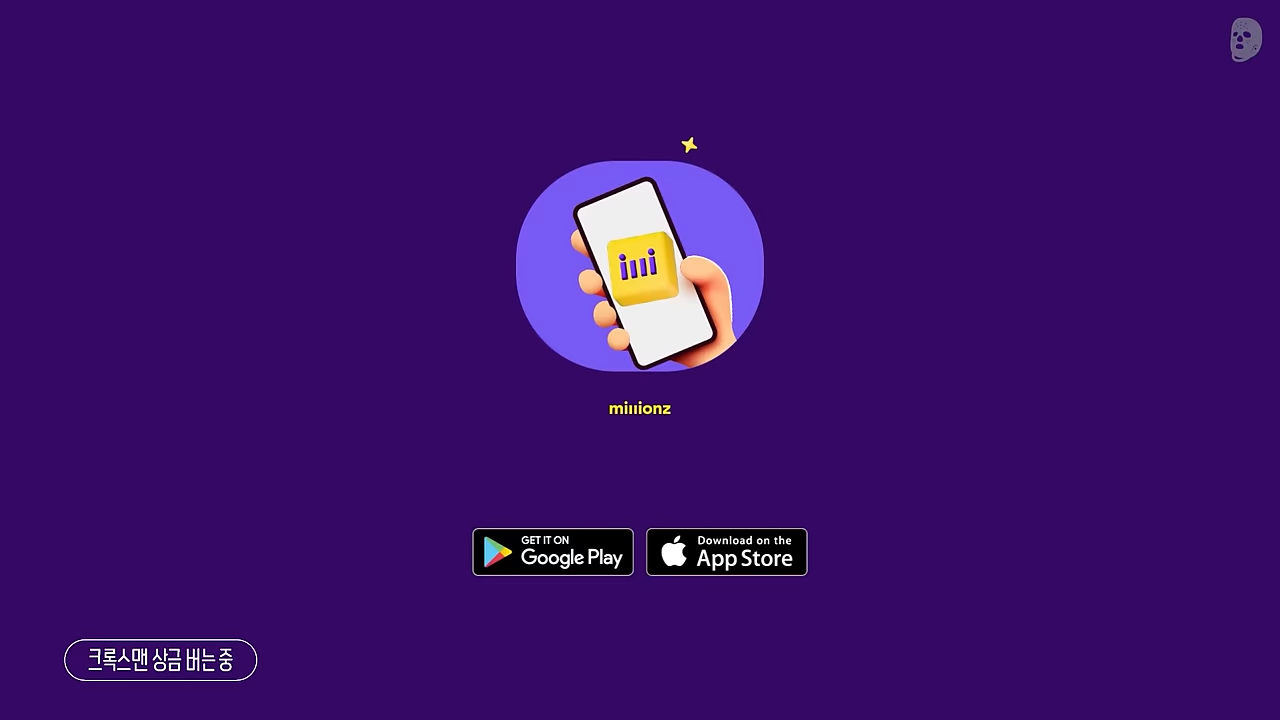 millionz
GET IT ON
Google Play
Download on the
App Store
크록스맨 상금 버는 중